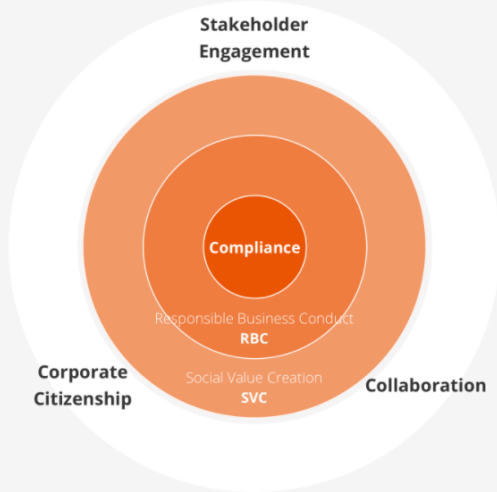 Stakeholder
Engagement
Compliance
Responsible Business Conduct
RBC
Corporate
Citizenship
Social Value Creation
SVC
Collaboration